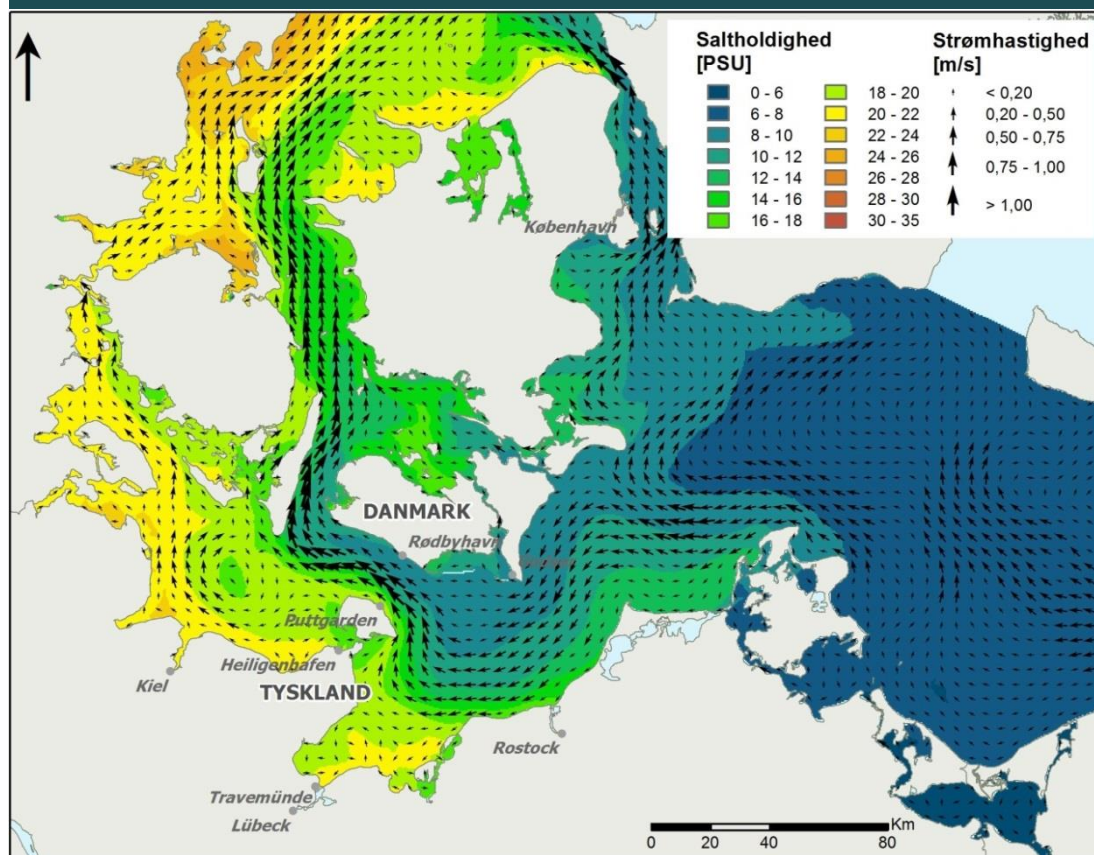 Saltholdighed
[PSU]
0 - 6
6 - 8
8 - 10
10 - 12
12 - 14
14 - 16
16 - 18
18 - 20
20 - 22
22 - 24
24 - 26
26 - 28
28 - 30
30 - 35
Strømhastighed
[m/s]
< 0,20
0,20 - 0,50
0,50 - 0,75
0,75 - 1,00
> 1,00
København
DANMARK
Rødbyhavn
Puttgarden
Heiligenhafen
Kiel
TYSKLAND
Rostock
Travemünde
Lübeck
Km
0 20 40 80